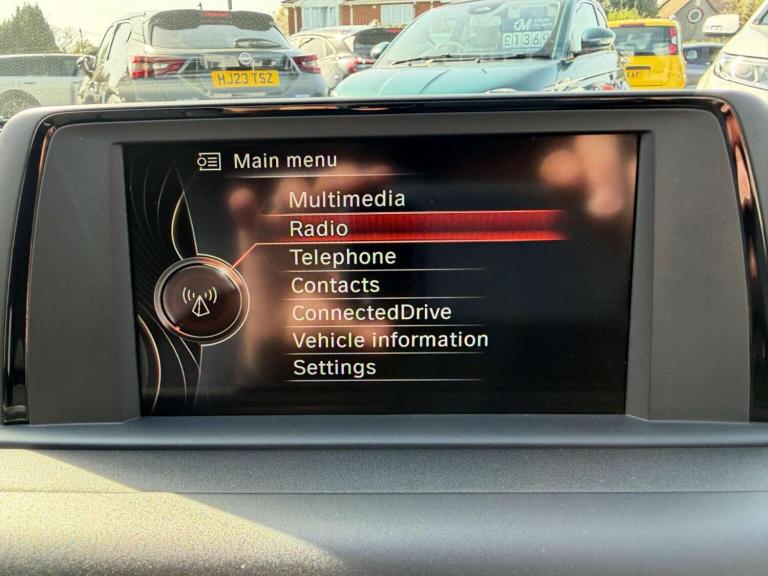 HJ23 TSZ
Main menu
Multimedia
Radio
Telephone
Contacts
ConnectedDrive
Vehicle information
Settings